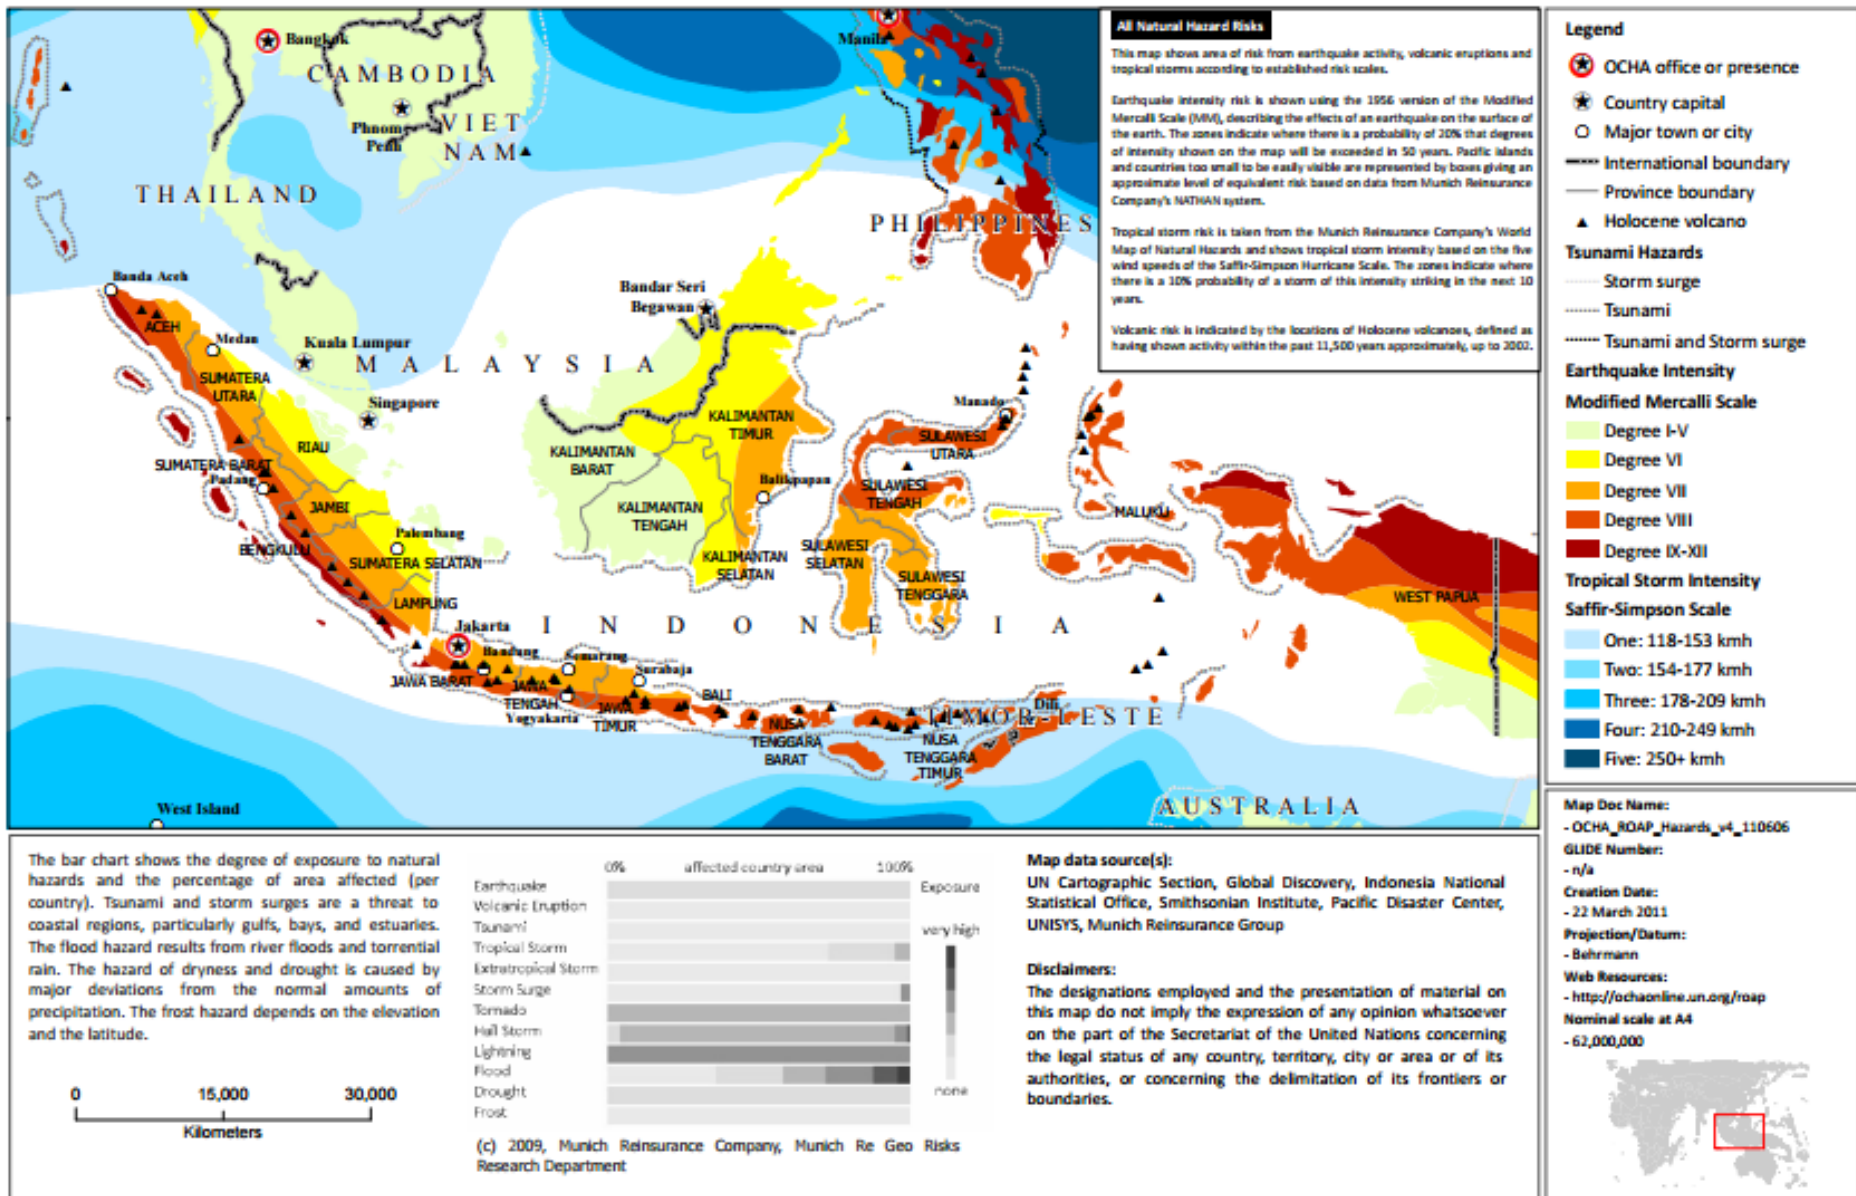 Bangkok
Manila
CAMBODIA
Phnom
Penh
VIET
NAM
THAILAND
PHILIPPINES
Banda Aceh
ACEH
Medan
Kuala Lumpur
Bandar Seri
Begawan
MALAYSIA
SUMATERA
UTARA
Singapore
Manado
KALIMANTAN
TIMUR
SULAWESI
UTARA
RIAU
KALIMANTAN
BARAT
SUMATERA BARAT
Padang
Balikpapan
SULAWESI
TENGAH
JAMBI
KALIMANTAN
TENGAH
MALUKU
Palembang
BENGKULU
SUMATERA SELATAN
KALIMANTAN
SELATAN
SULAWESI
SELATAN
SULAWESI
TENGGARA
WEST PAPUA
LAMPUNG
Jakarta
INDONESIA
Bandung
Semarang
Surabaja
JAWA BARAT
JAWA
TENGAH
Yogyakarta
JAWA
TIMUR
BALI
NUSA
TENGGARA
BARAT
Dili
TIMOR-LESTE
NUSA
TENGGARA
TIMUR
West Island
AUSTRALIA
All Natural Hazard Risks
This map shows area of risk from earthquake activity, volcanic eruptions and
tropical storms according to established risk scales.
Earthquake intensity risk is shown using the 1956 version of the Modified
Mercalli Scale (MM), describing the effects of an earthquake on the surface of
the earth. The zones indicate where there is a probability of 20% that degrees
of intensity shown on the map will be exceeded in 50 years. Pacific islands
and countries too small to be easily visible are represented by boxes giving an
approximate level of equivalent risk based on data from Munich Reinsurance
Company's NATHAN system.
Tropical storm risk is taken from the Munich Reinsurance Company's World
Map of Natural Hazards and shows tropical storm intensity based on the five
wind speeds of the Saffir-Simpson Hurricane Scale. The zones indicate where
there is a 10% probability of a storm of this intensity striking in the next 10
years.
Volcanic risk is indicated by the locations of Holocene volcanoes, defined as
having shown activity within the past 11,500 years approximately, up to 2002.
Legend
OCHA office or presence
Country capital
Major town or city
International boundary
Province boundary
Holocene volcano
Tsunami Hazards
Storm surge
Tsunami
Tsunami and Storm surge
Earthquake Intensity
Modified Mercalli Scale
Degree I-V
Degree VI
Degree VII
Degree VIII
Degree IX-XII
Tropical Storm Intensity
Saffir-Simpson Scale
One: 118-153 kmh
Two: 154-177 kmh
Three: 178-209 kmh
Four: 210-249 kmh
Five: 250+ kmh
The bar chart shows the degree of exposure to natural
hazards and the percentage of area affected (per
country). Tsunami and storm surges are a threat to
coastal regions, particularly gulfs, bays, and estuaries.
The flood hazard results from river floods and torrential
rain. The hazard of dryness and drought is caused by
major deviations from the normal amounts of
precipitation. The frost hazard depends on the elevation
and the latitude.
0 15,000 30,000
Kilometers
0% affected country area 100%
Earthquake
Volcanic Eruption
Tsunami
Tropical Storm
Extratropical Storm
Storm Surge
Tornado
Hail Storm
Lightning
Flood
Drought
Frost
Exposure
very high
none
(c) 2009, Munich Reinsurance Company, Munich Re Geo Risks
Research Department
Map data source(s):
UN Cartographic Section, Global Discovery, Indonesia National
Statistical Office, Smithsonian Institute, Pacific Disaster Center,
UNISYS, Munich Reinsurance Group
Disclaimers:
The designations employed and the presentation of material on
this map do not imply the expression of any opinion whatsoever
on the part of the Secretariat of the United Nations concerning
the legal status of any country, territory, city or area or of its
authorities, or concerning the delimitation of its frontiers or
boundaries.
Map Doc Name:
- OCHA_ROAP_Hazards_v4_110606
GLIDE Number:
- n/a
Creation Date:
- 22 March 2011
Projection/Datum:
- Behrmann
Web Resources:
- http://ochaonline.un.org/roap
Nominal scale at A4
- 62,000,000